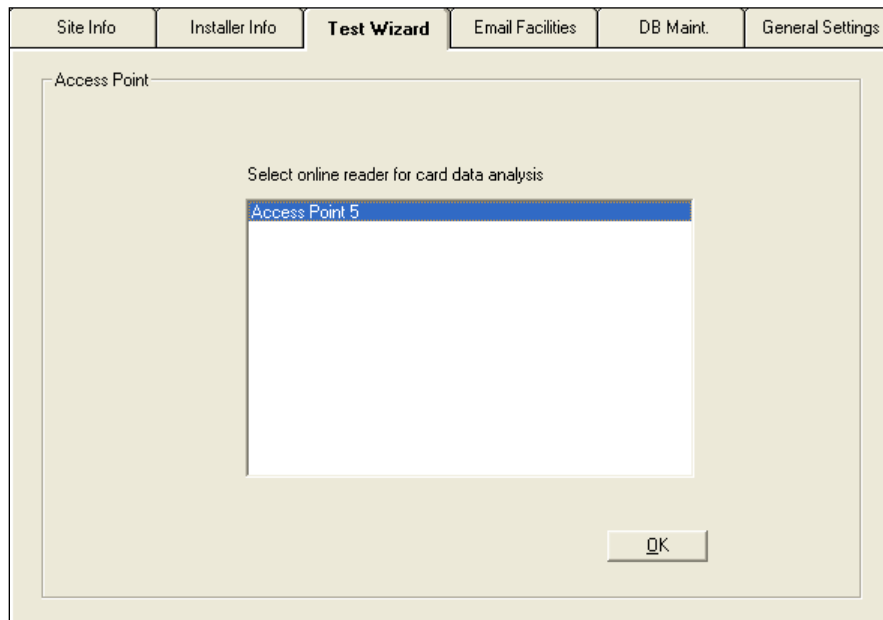 Site Info Installer Info Test Wizard Email Facilities DB Maint. General Settings
Access Point
Select online reader for card data analysis
Access Point 5
OK